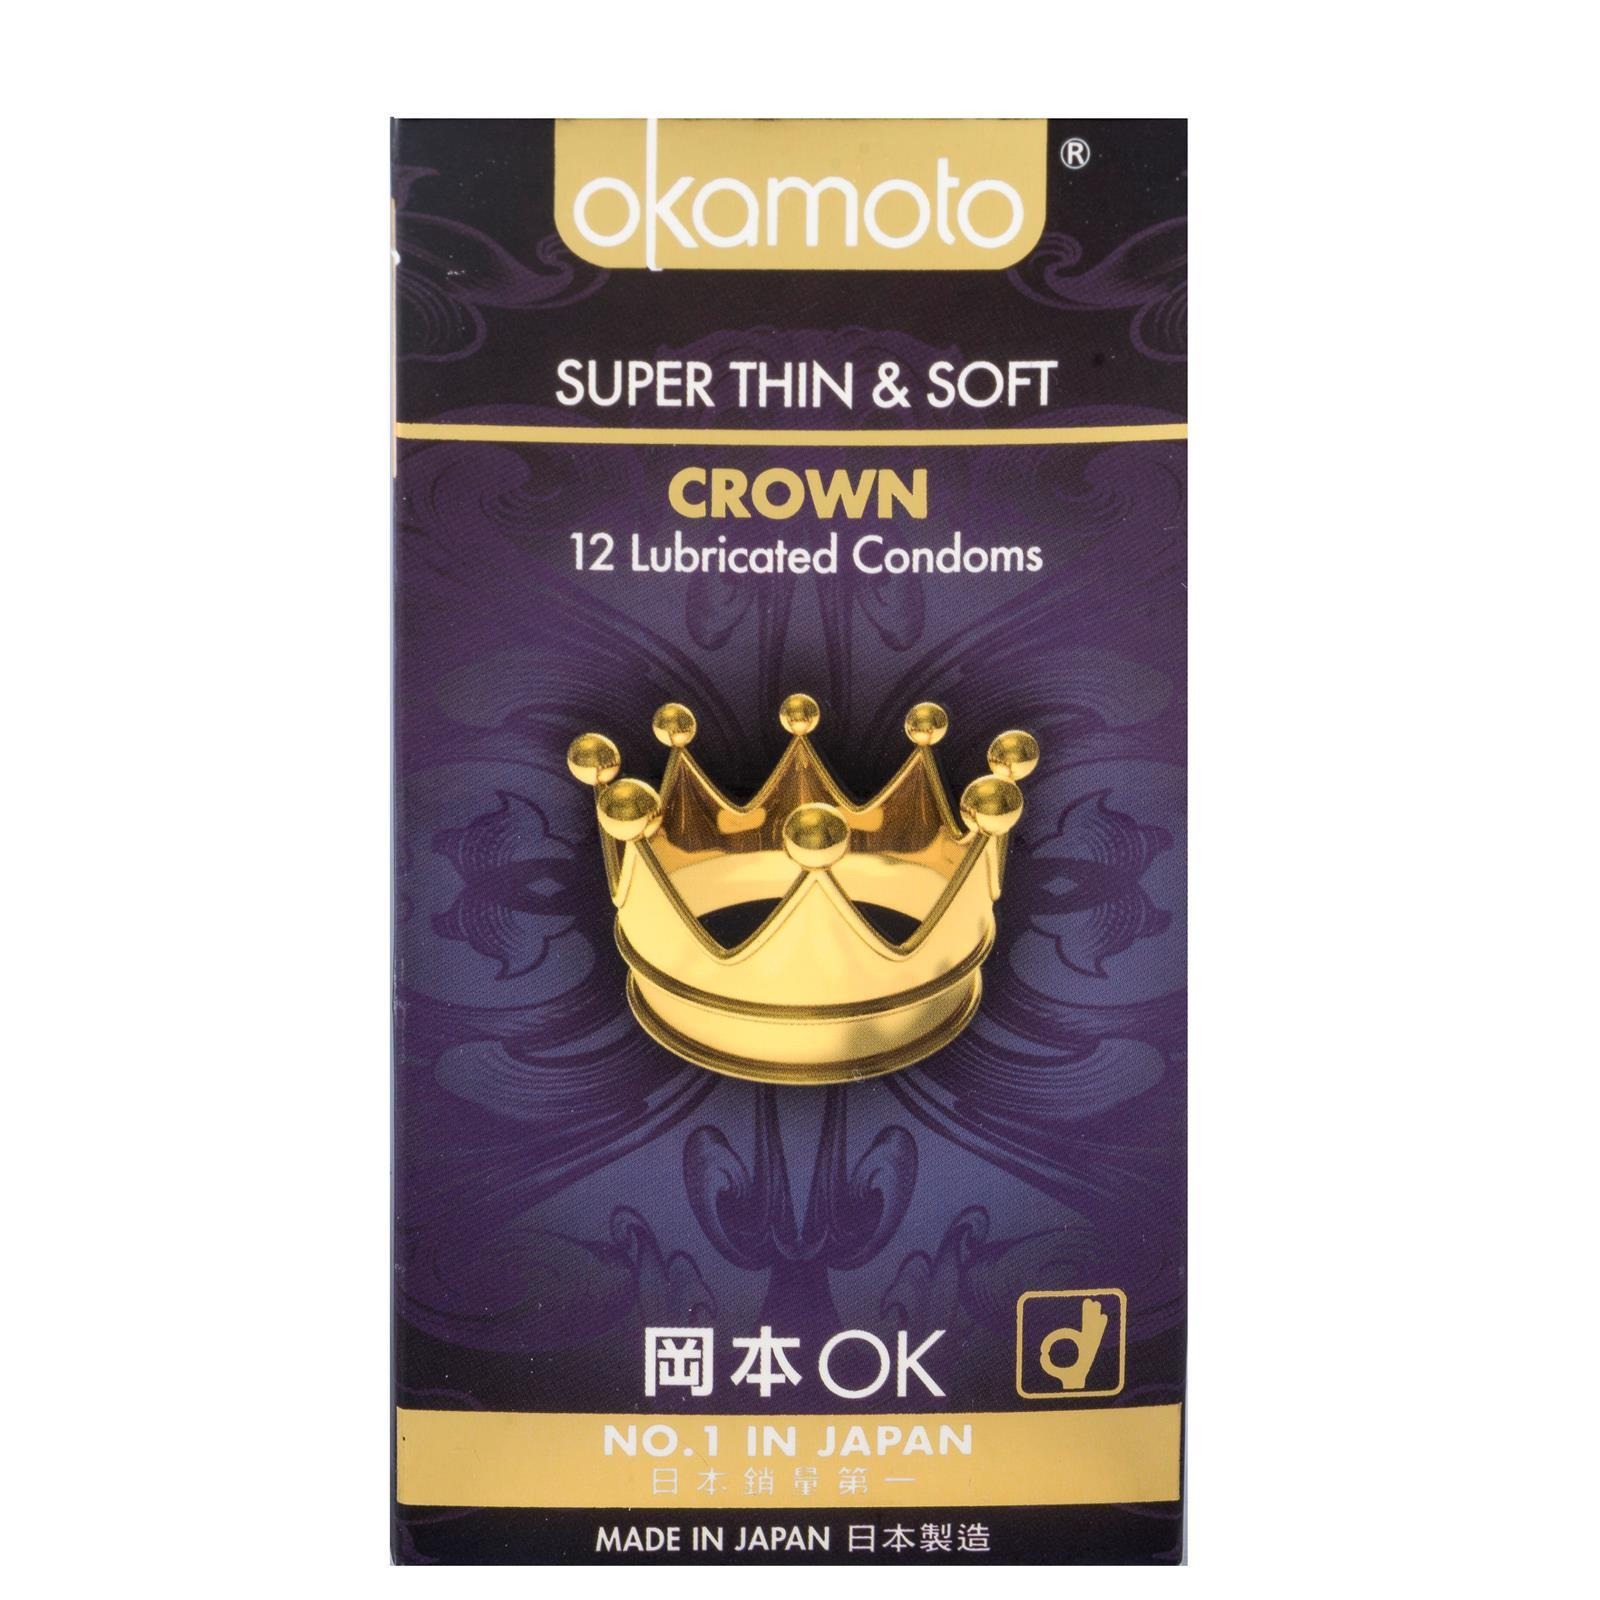 okamoto®
SUPER THIN & SOFT
CROWN
12 Lubricated Condoms
岡本OK
NO.1 IN JAPAN
日本銷量第一
MADE IN JAPAN 日本製造